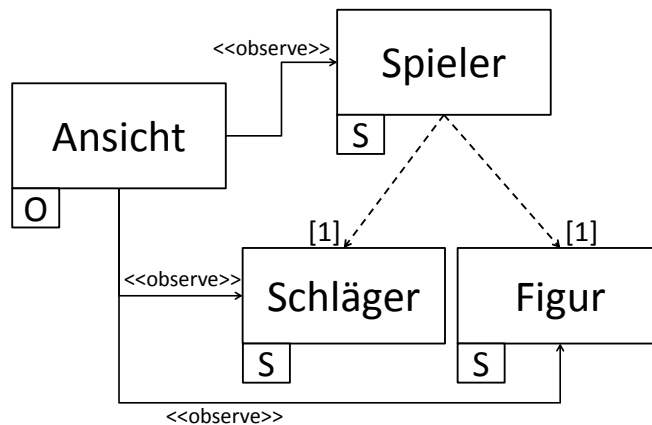 <<observe>>
Spieler
S
Ansicht
O
[1]
[1]
<<observe>>
Schläger
S
Figur
S
<<observe>>